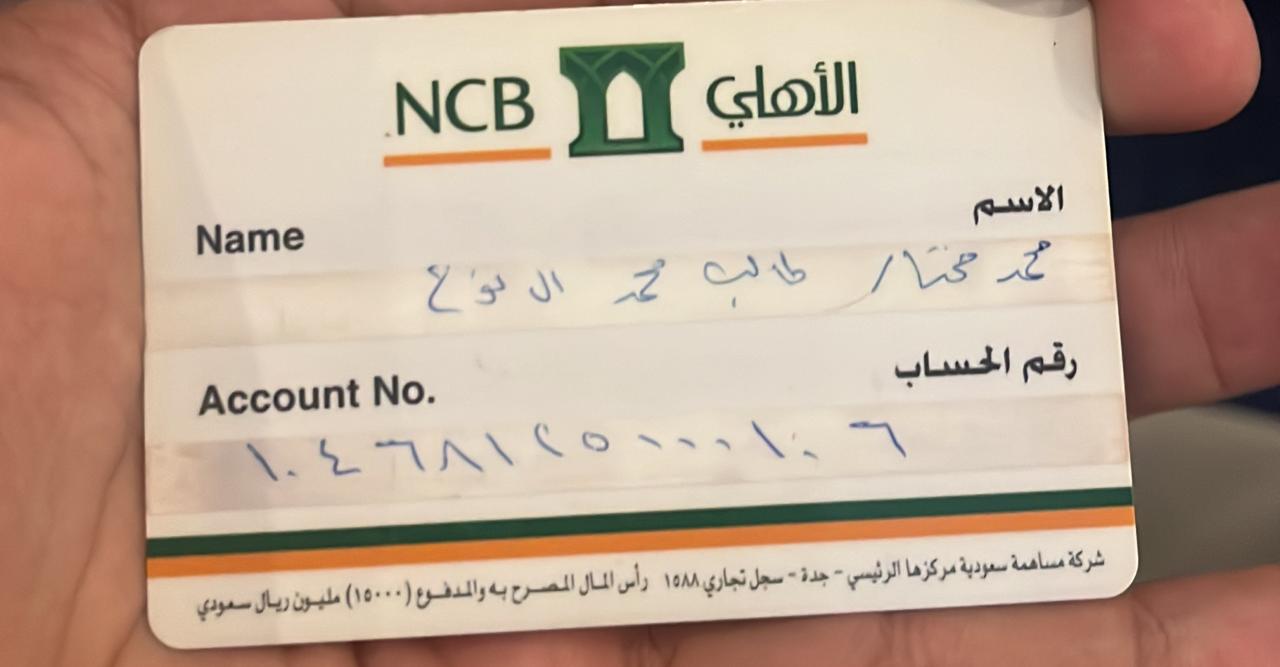 NCB الأهلي
Name الاسم
محمد مختار طالب محمد ال
Account No. رقم الحساب
١٠٤٦٨١٢٥٠٠٠١٠٦
شركة مساهمة سعودية مركزها الرئيسي - جدة - سجل تجاري ١٥٨٨ رأس المال المصرح به والمدفوع (١٥٠٠٠) مليون ريال سعودي